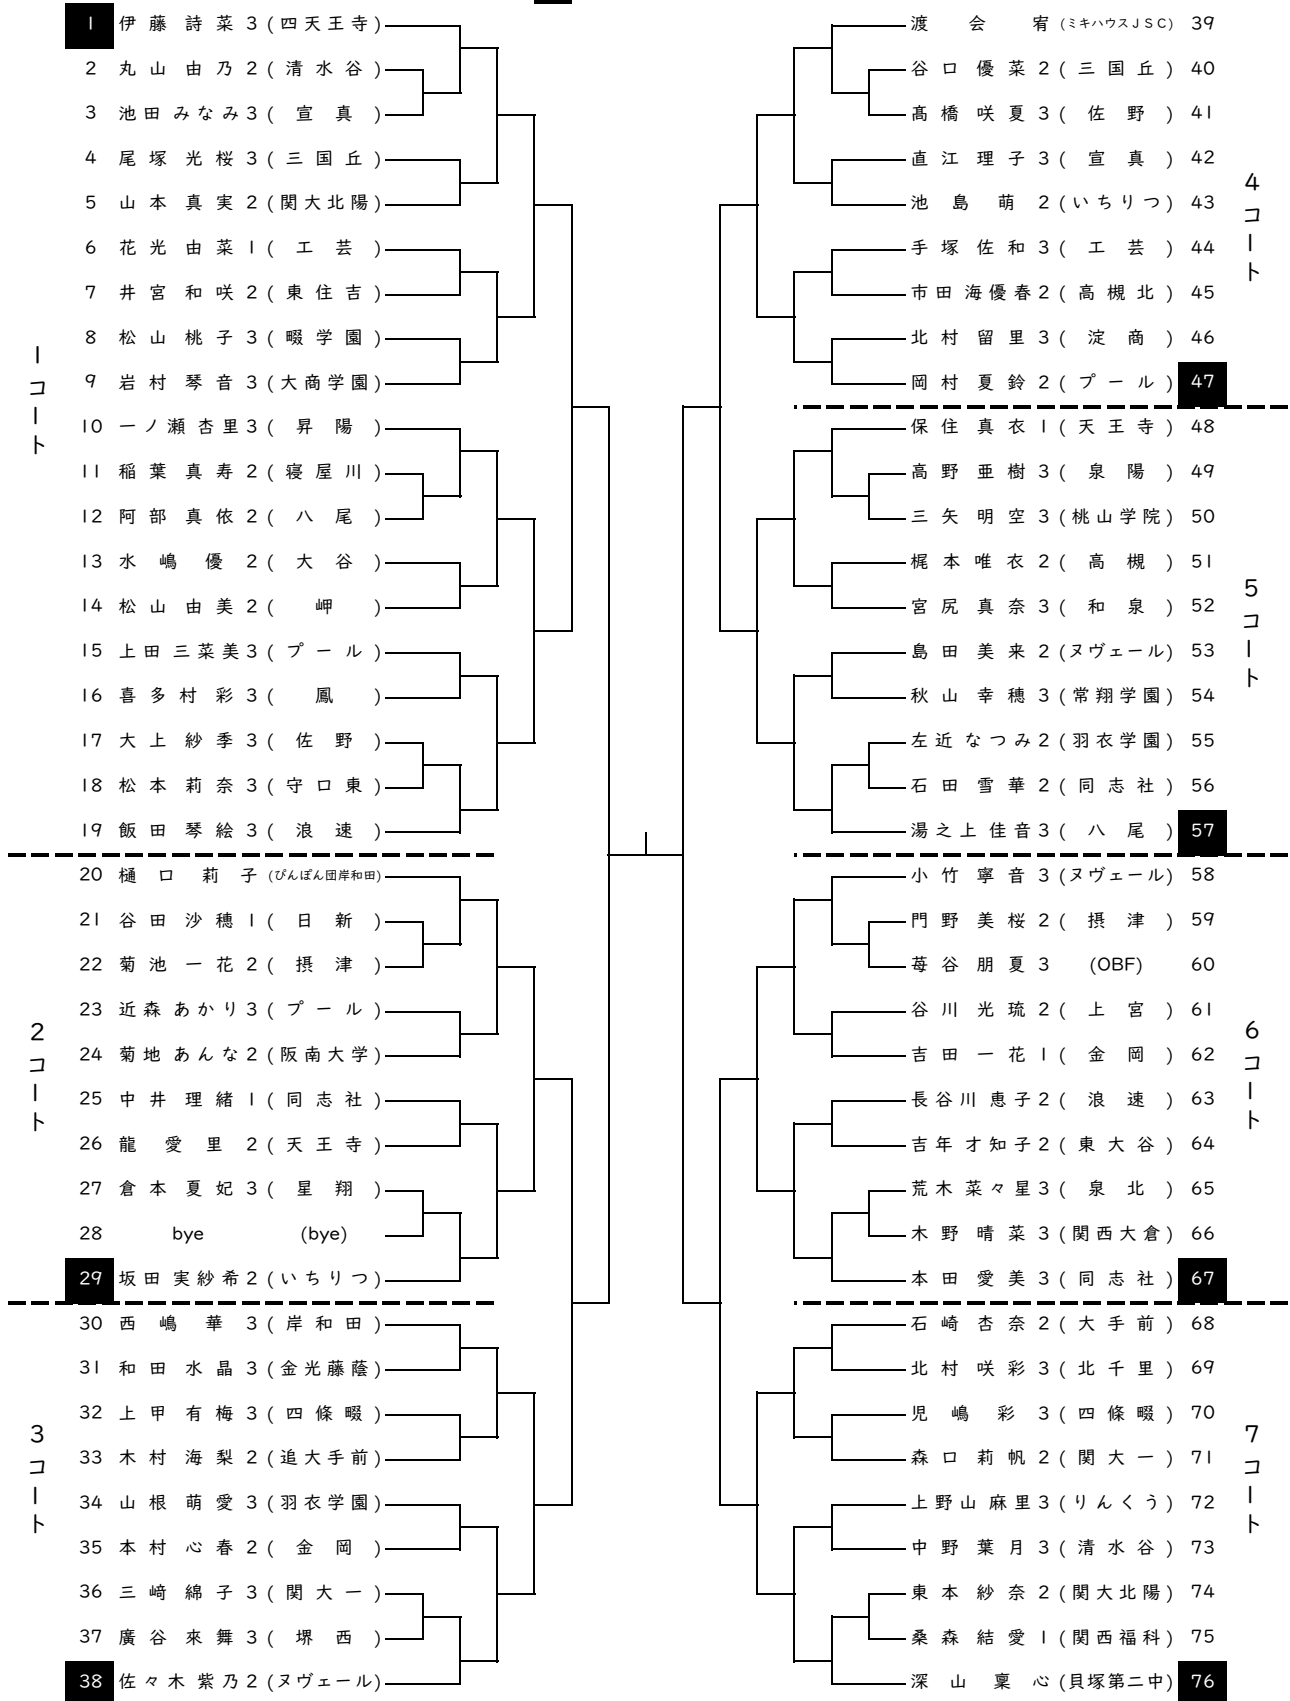 1 伊藤 詩菜 3 (四天王寺)
2 丸山 由乃 2 (清水谷)
3 池田 みなみ 3 (宣真)
4 尾塚 光桜 3 (三国丘)
5 山本 真実 2 (関大北陽)
6 花光 由菜 1 (工芸)
7 井宮 和咲 2 (東住吉)
8 松山 桃子 3 (畷学園)
9 岩村 琴音 3 (大商学園)
1コート
10 一ノ瀬 杏里 3 (昇陽)
11 稲葉 真寿 2 (寝屋川)
12 阿部 真依 2 (八尾)
13 水嶋 優 2 (大谷)
14 松山 由美 2 (岬)
15 上田 三菜美 3 (プール)
16 喜多村 彩 3 (鳳)
17 大上 紗季 3 (佐野)
18 松本 莉奈 3 (守口東)
19 飯田 琴絵 3 (浪速)
20 樋口 莉子 (ぴんぽん団岸和田)
21 谷田 沙穂 1 (日新)
22 菊池 一花 2 (摂津)
23 近森 あかり 3 (プール)
24 菊地 あんな 2 (阪南大学)
2コート
25 中井 理緒 1 (同志社)
26 龍 愛里 2 (天王寺)
27 倉本 夏妃 3 (星翔)
28 bye (bye)
29 坂田 実紗希 2 (いちりつ)
30 西嶋 華 3 (岸和田)
31 和田 水晶 3 (金光藤蔭)
32 上甲 有梅 3 (四條畷)
33 木村 海梨 2 (追大手前)
3コート
34 山根 萌愛 3 (羽衣学園)
35 本村 心春 2 (金岡)
36 三﨑 綿子 3 (関大一)
37 廣谷 來舞 3 (堺西)
38 佐々木 紫乃 2 (ヌヴェール)
渡会 宥 (ミキハウスJSC) 39
谷口 優菜 2 (三国丘) 40
髙橋 咲夏 3 (佐野) 41
直江 理子 3 (宣真) 42
池島 萌 2 (いちりつ) 43
4コート
手塚 佐和 3 (工芸) 44
市田 海優春 2 (高槻北) 45
北村 留里 3 (淀商) 46
岡村 夏鈴 2 (プール) 47
保住 真衣 1 (天王寺) 48
高野 亜樹 3 (泉陽) 49
三矢 明空 3 (桃山学院) 50
梶本 唯衣 2 (高槻) 51
宮尻 真奈 3 (和泉) 52
5コート
島田 美来 2 (ヌヴェール) 53
秋山 幸穂 3 (常翔学園) 54
左近 なつみ 2 (羽衣学園) 55
石田 雪華 2 (同志社) 56
湯之上 佳音 3 (八尾) 57
小竹 寧音 3 (ヌヴェール) 58
門野 美桜 2 (摂津) 59
苺谷 朋夏 3 (OBF) 60
谷川 光琉 2 (上宮) 61
吉田 一花 1 (金岡) 62
6コート
長谷川 恵子 2 (浪速) 63
吉年 才知子 2 (東大谷) 64
荒木 菜々星 3 (泉北) 65
木野 晴菜 3 (関西大倉) 66
本田 愛美 3 (同志社) 67
石崎 杏奈 2 (大手前) 68
北村 咲彩 3 (北千里) 69
児嶋 彩 3 (四條畷) 70
森口 莉帆 2 (関大一) 71
7コート
上野山 麻里 3 (りんくう) 72
中野 葉月 3 (清水谷) 73
東本 紗奈 2 (関大北陽) 74
桑森 結愛 1 (関西福科) 75
深山 稟心 (貝塚第二中) 76